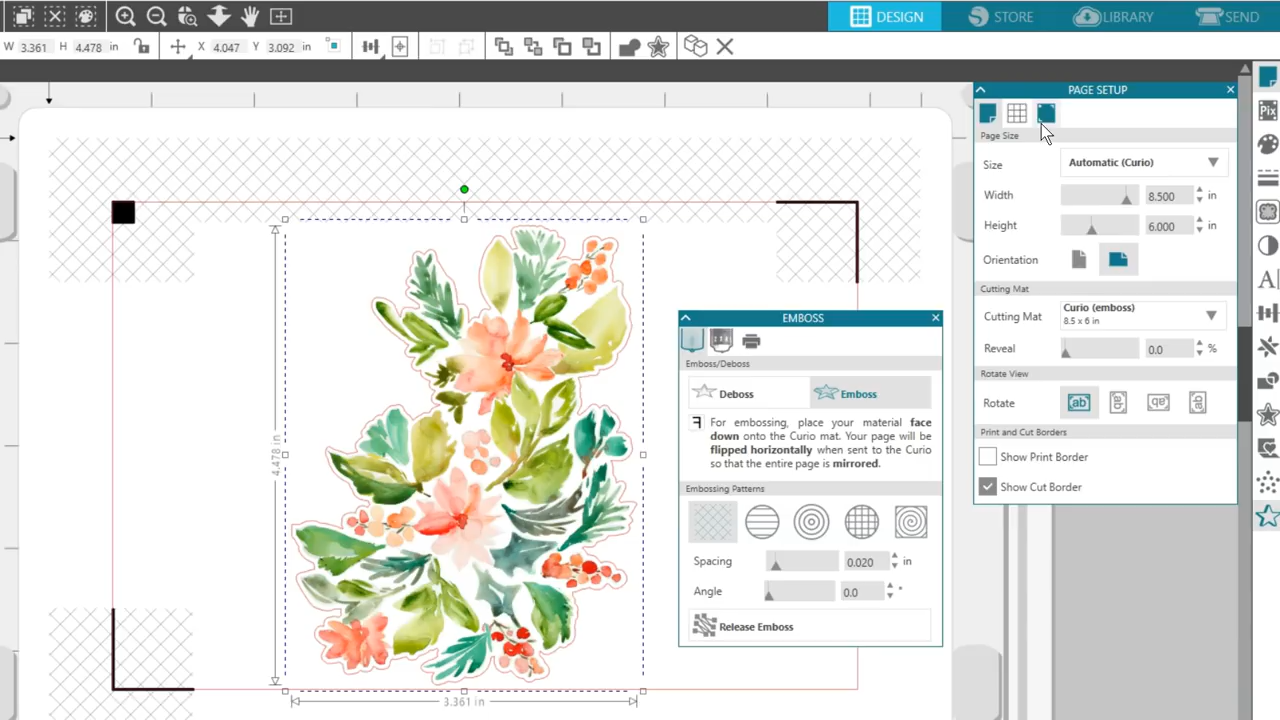 DESIGN
STORE
LIBRARY
SEND
W 3.361 H 4.478 in
X 4.047 Y 3.092 in
PAGE SETUP
Pix
Page Size
Size Automatic (Curio)
Width 8.500 in
Height 6.000 in
Orientation
Cutting Mat
Cutting Mat Curio (emboss)
8.5 x 6 in
Reveal 0.0 %
Rotate View
Rotate ab ab ab ab
Print and Cut Borders
Show Print Border
Show Cut Border
A
EMBOSS
Emboss/Deboss
Deboss Emboss
For embossing, place your material face
down onto the Curio mat. Your page will be
flipped horizontally when sent to the Curio
so that the entire page is mirrored.
Embossing Patterns
Spacing 0.020 in
Angle 0.0 °
Release Emboss
4.478 in
3.361 in